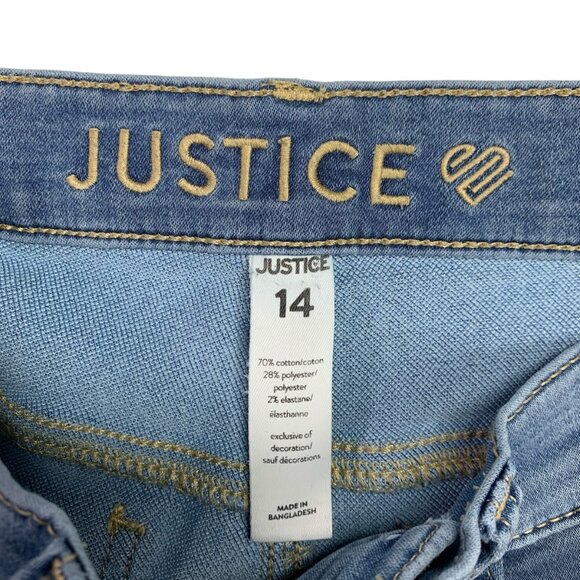 JUSTICE
JUSTICE
14
70% cotton/coton
28% polyester/
polyester
2% elastane/
élasthanne
exclusive of
decoration/
sauf décorations
MADE IN
BANGLADESH